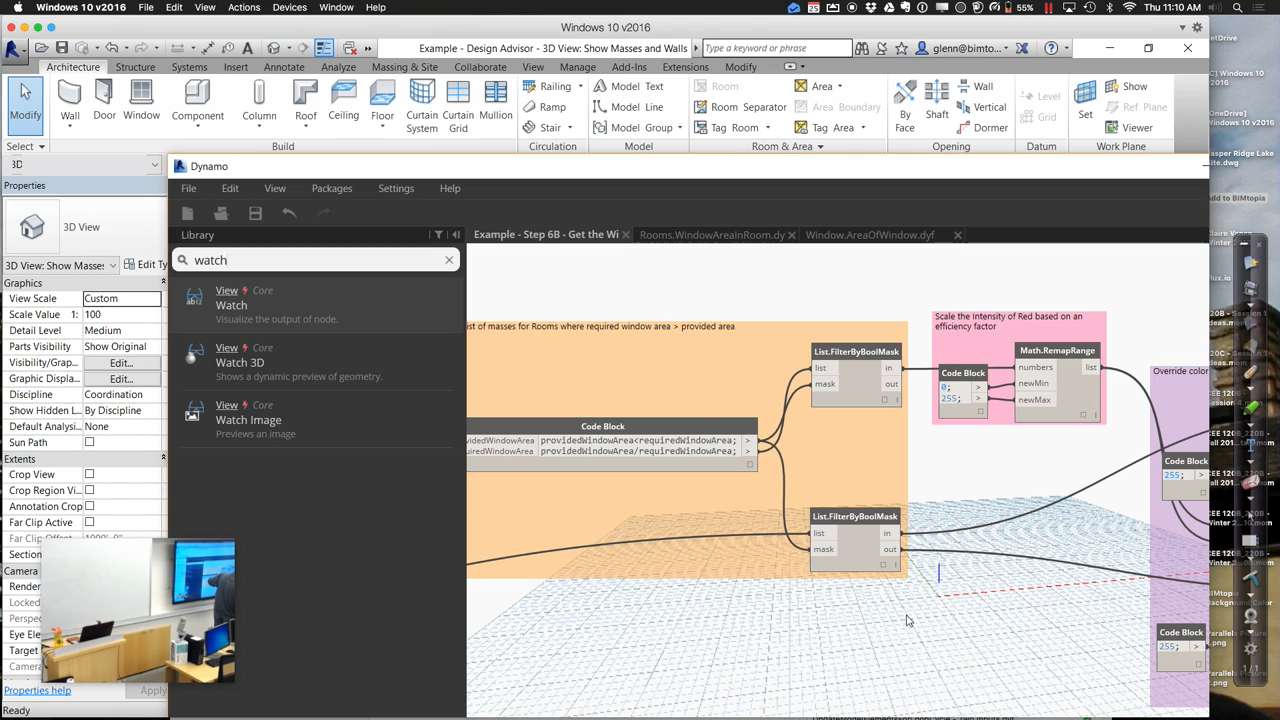 Windows 10 v2016 File Edit View Actions Devices Window Help 55% Thu 11:10 AM
Windows 10 v2016
Example - Design Advisor - 3D View: Show Masses and Walls Type a keyword or phrase glenn@bimto...
Architecture Structure Systems Insert Annotate Analyze Massing & Site Collaborate View Manage Add-Ins Extensions Modify
Modify Wall Door Window Component Column Roof Ceiling Floor Curtain System Curtain Grid Mullion
Railing Model Text Room Area Wall Level Show
Ramp Model Line Room Separator Area Boundary By Face Shaft Vertical Grid Set Ref Plane
Stair Model Group Tag Room Tag Area Dormer Viewer
Select Build Circulation Model Room & Area Opening Datum Work Plane
3D
Properties
3D View
3D View: Show Masses Edit Ty
Graphics
View Scale Custom
Scale Value 1: 100
Detail Level Medium
Parts Visibility Show Original
Visibility/Grap... Edit...
Graphic Displa... Edit...
Discipline Coordination
Show Hidden L... By Discipline
Default Analysi... None
Sun Path
Extents
Crop View
Crop Region Vi
Annotation Crop
Far Clip Active
Far Clip Offset
Section
Camera
Render
Locked
Perspe
Eye Ele
Target
Camera
Properties help Apply
Ready
Dynamo
File Edit View Packages Settings Help
Library
watch
View Core
Watch
Visualize the output of node.
View Core
Watch 3D
Shows a dynamic preview of geometry.
View Core
Watch Image
Previews an image
Example - Step 6B - Get the Wi Rooms.WindowAreaInRoom.dy Window.AreaOfWindow.dyf
ist of masses for Rooms where required window area > provided area
Code Block
videdWindowArea providedWindowArea<requiredWindowArea; >
quiredWindowArea providedWindowArea/requiredWindowArea; >
List.FilterByBoolMask
list in
mask out
List.FilterByBoolMask
list in
mask out
Scale the Intensity of Red based on an
efficiency factor
Code Block
0; >
255; >
Math.RemapRange
numbers list
newMin
newMax
Override color
Code Block
255; >
Code Block
255; >
1 / 1